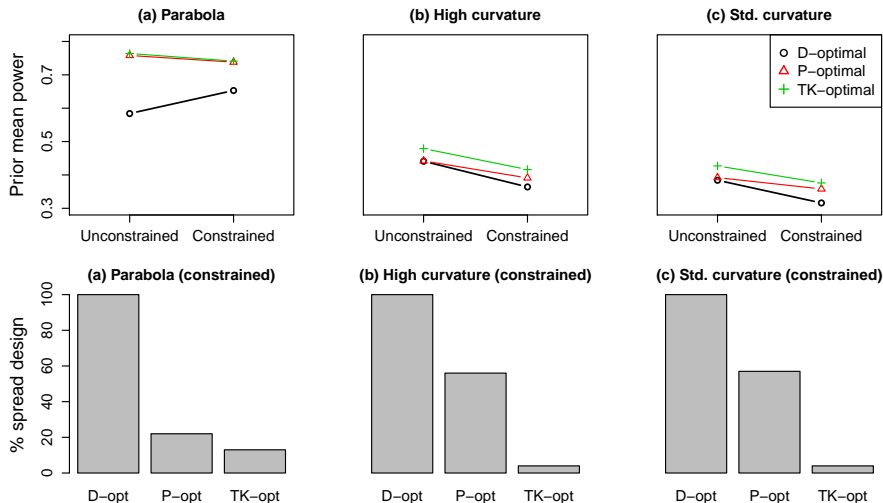 (a) Parabola
(b) High curvature
(c) Std. curvature
Prior mean power
0.7
0.5
0.3
D−optimal
P−optimal
TK−optimal
Unconstrained Constrained
Unconstrained Constrained
Unconstrained Constrained
(a) Parabola (constrained)
(b) High curvature (constrained)
(c) Std. curvature (constrained)
% spread design
100
80
60
40
20
0
D−opt P−opt TK−opt
D−opt P−opt TK−opt
D−opt P−opt TK−opt